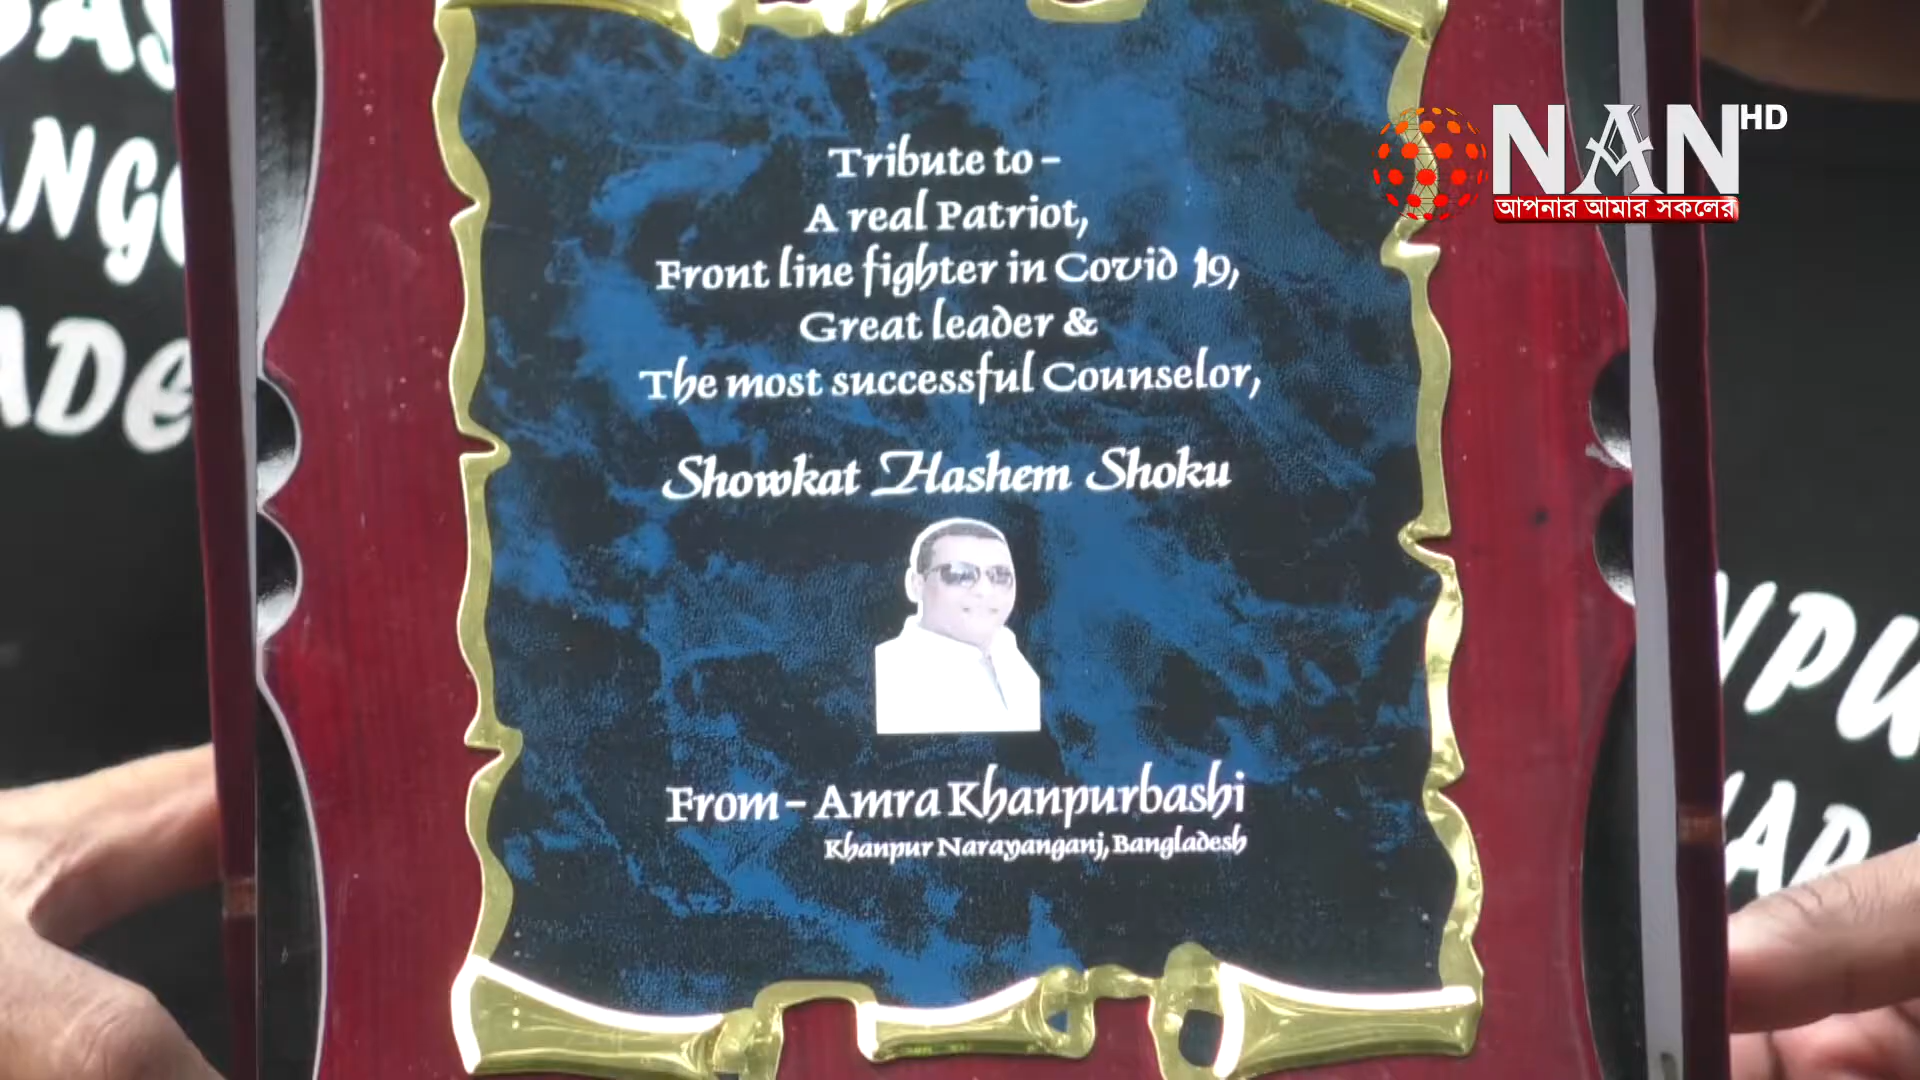 NAN HD
আপনার আমার সকলের
Tribute to -
A real Patriot,
Front line fighter in Covid 19,
Great leader &
The most successful Counselor,
Showkat Hashem Shoku
From - Amra Khanpurbashi
Khanpur Narayanganj, Bangladesh